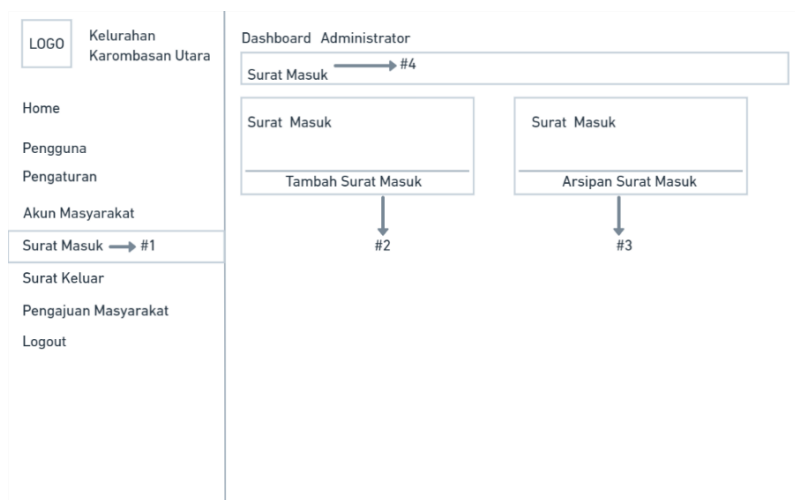 LOGO
Kelurahan
Karombasan Utara
Home
Pengguna
Pengaturan
Akun Masyarakat
Surat Masuk #1
Surat Keluar
Pengajuan Masyarakat
Logout
Dashboard Administrator
Surat Masuk #4
Surat Masuk
Tambah Surat Masuk
#2
Surat Masuk
Arsipan Surat Masuk
#3